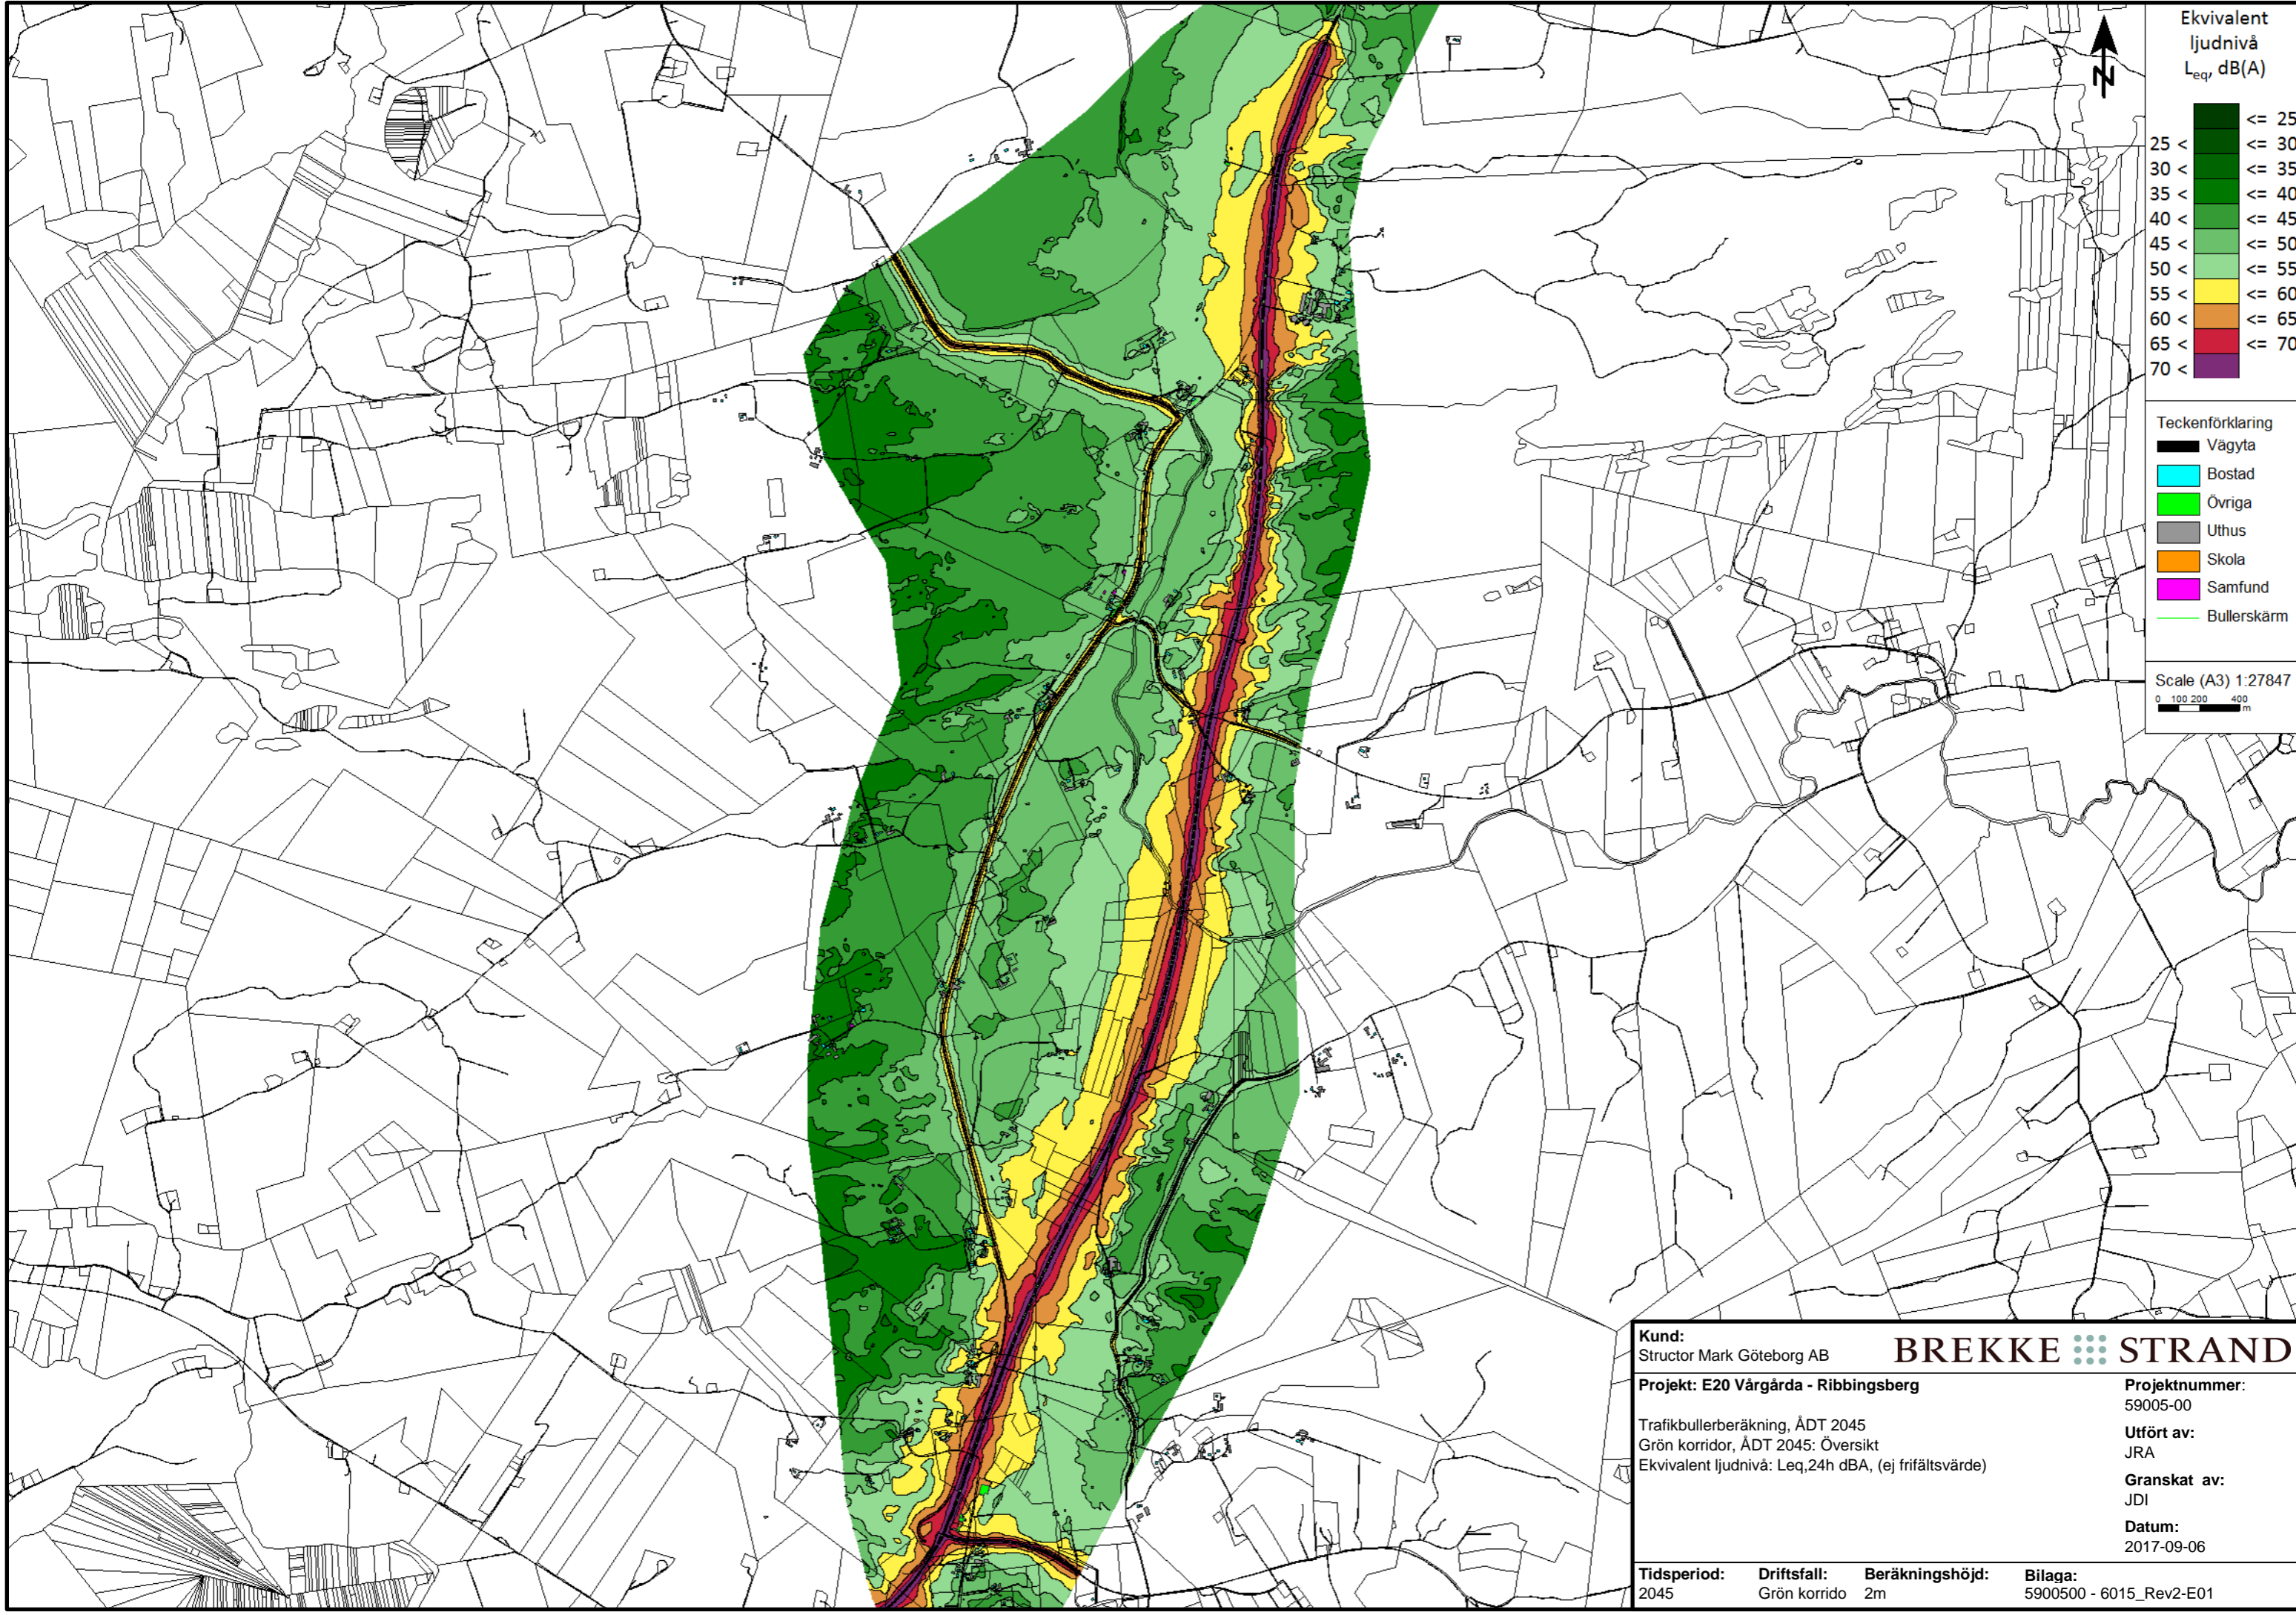 Ekvivalent
ljudnivå
Leq, dB(A)
<= 25
25 < <= 30
30 < <= 35
35 < <= 40
40 < <= 45
45 < <= 50
50 < <= 55
55 < <= 60
60 < <= 65
65 < <= 70
70 <
N
Teckenförklaring
Vägyta
Bostad
Övriga
Uthus
Skola
Samfund
Bullerskärm
Scale (A3) 1:27847
0 100 200 400
m
Kund:
Structor Mark Göteborg AB
BREKKE STRAND
Projekt: E20 Vårgårda - Ribbingsberg
Trafikbullerberäkning, ÅDT 2045
Grön korridor, ÅDT 2045: Översikt
Ekvivalent ljudnivå: Leq,24h dBA, (ej frifältsvärde)
Projektnummer:
59005-00
Utfört av:
JRA
Granskat av:
JDI
Datum:
2017-09-06
Tidsperiod: Driftsfall: Beräkningshöjd: Bilaga:
2045 Grön korrido 2m 5900500 - 6015_Rev2-E01